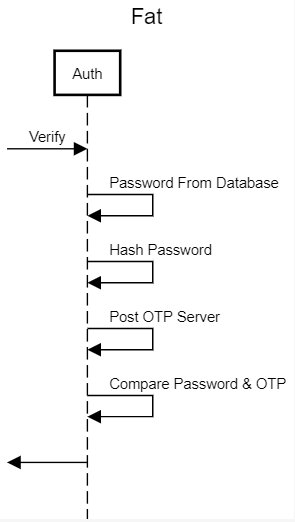 Fat
Auth
Verify
Password From Database
Hash Password
Post OTP Server
Compare Password & OTP